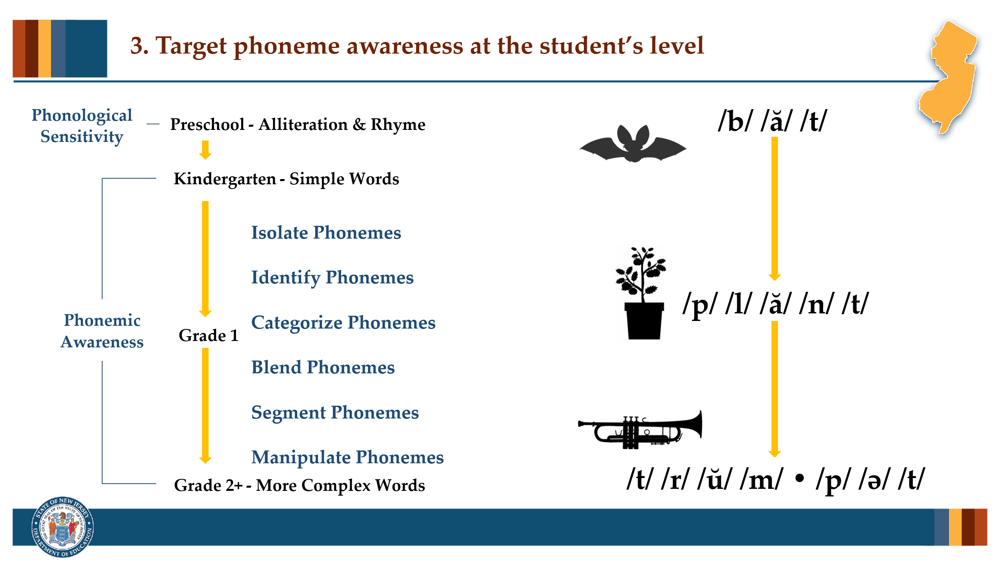 3. Target phoneme awareness at the student’s level
Phonological
Sensitivity
Preschool - Alliteration & Rhyme
Kindergarten - Simple Words
Isolate Phonemes
Identify Phonemes
Categorize Phonemes
Phonemic
Awareness
Grade 1
Blend Phonemes
Segment Phonemes
Manipulate Phonemes
Grade 2+ - More Complex Words
/b/ /ă/ /t/
/p/ /l/ /ă/ /n/ /t/
/t/ /r/ /ŭ/ /m/ • /p/ /ə/ /t/
STATE OF NEW JERSEY
DEPARTMENT OF EDUCATION
THE GREAT SEAL OF THE STATE OF NEW JERSEY